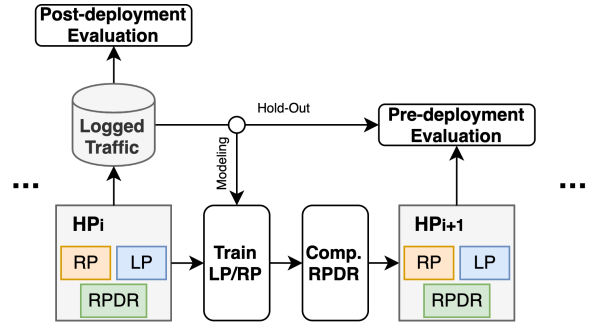 Post-deployment
Evaluation
Logged
Traffic
Hold-Out
Pre-deployment
Evaluation
Modeling
...
...
HPi
RP
LP
RPDR
Train
LP/RP
Comp.
RPDR
HPi+1
RP
LP
RPDR